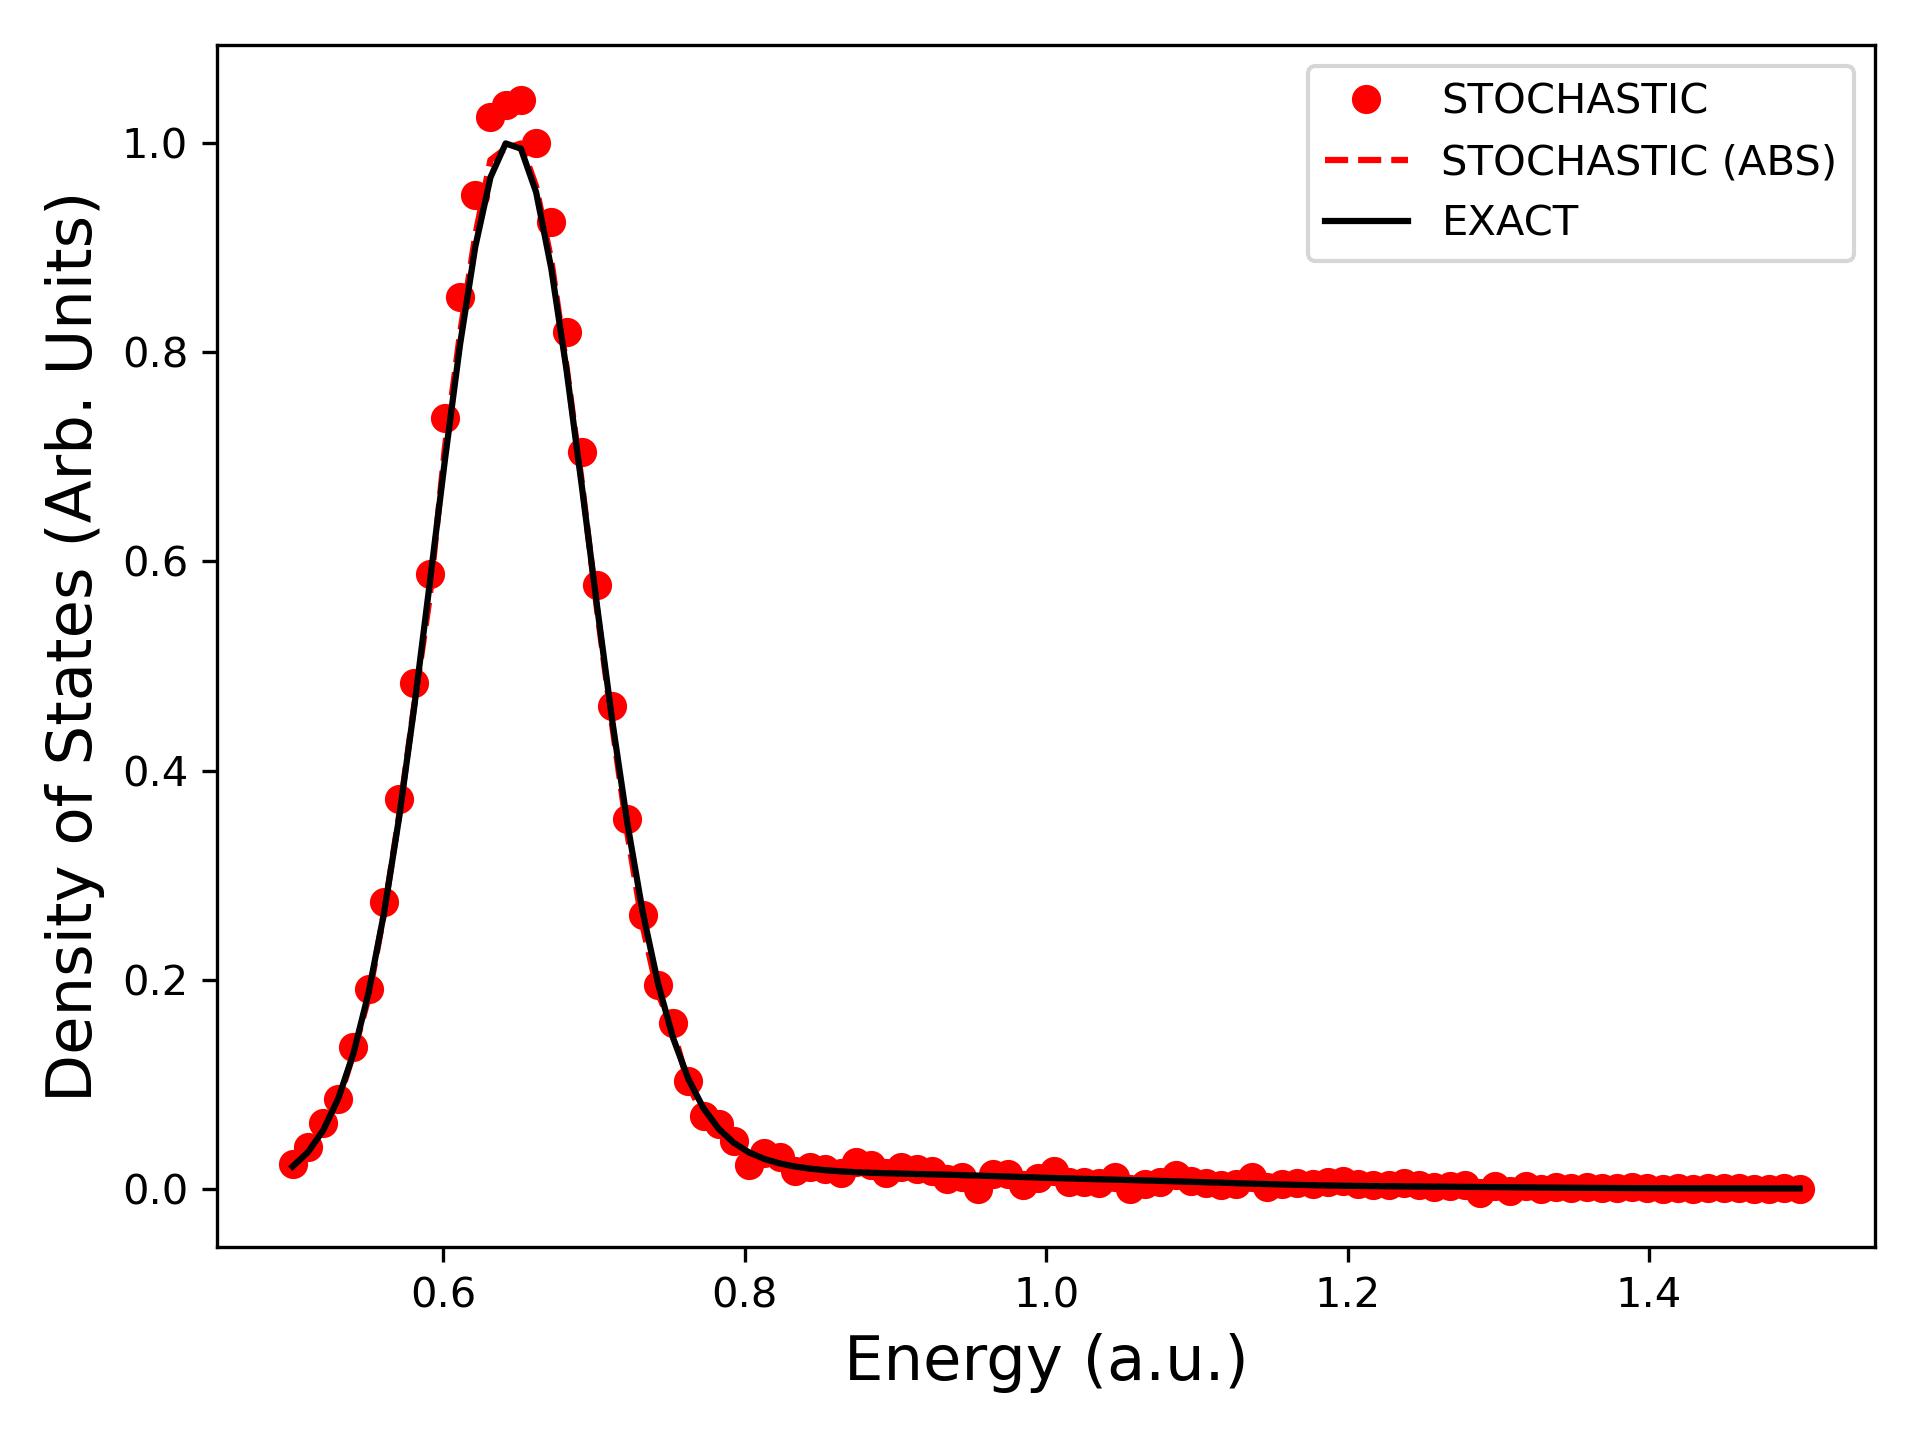 STOCHASTIC
STOCHASTIC (ABS)
EXACT
Density of States (Arb. Units)
1.0
0.8
0.6
0.4
0.2
0.0
0.6 0.8 1.0 1.2 1.4
Energy (a.u.)